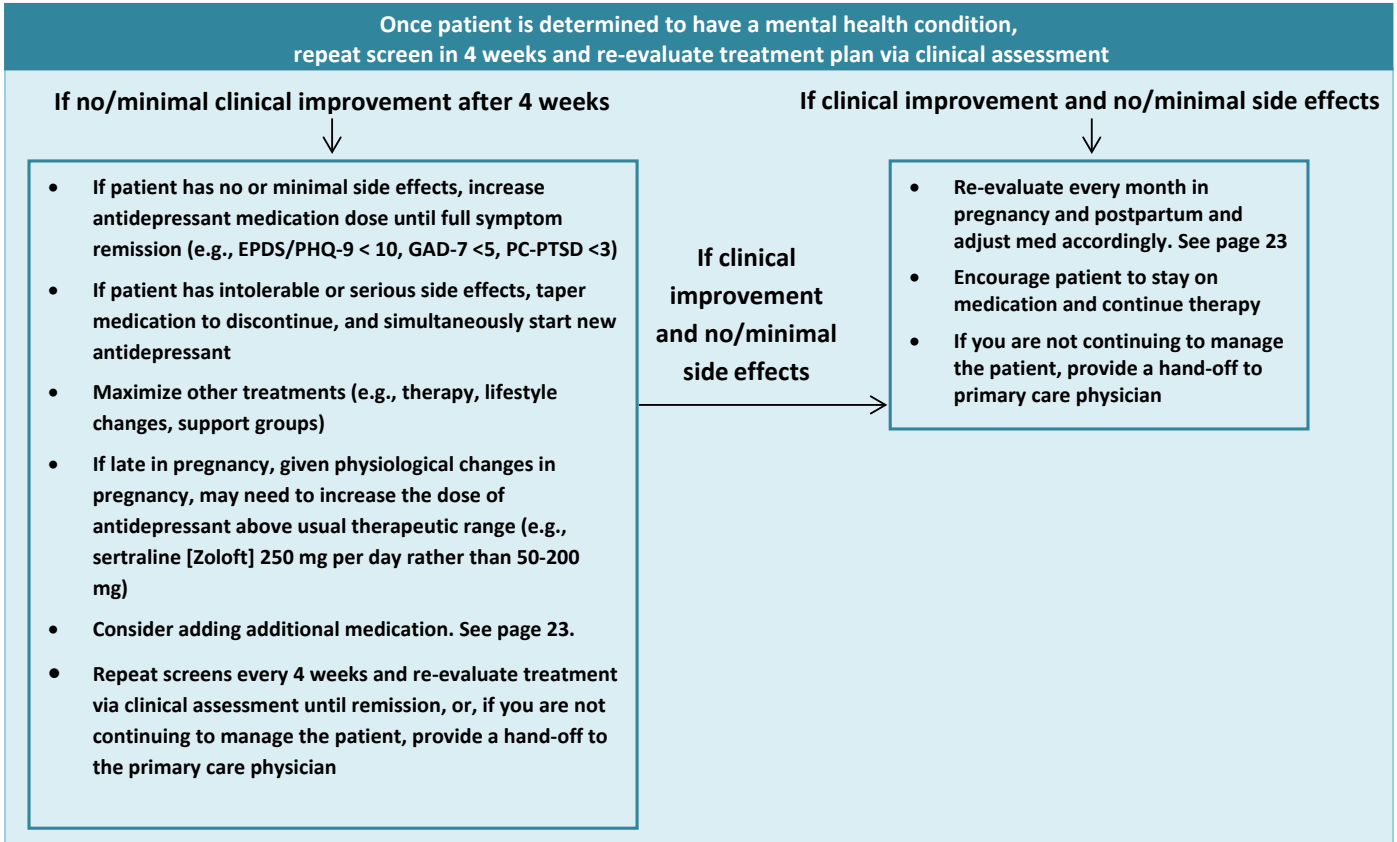 Once patient is determined to have a mental health condition,
repeat screen in 4 weeks and re-evaluate treatment plan via clinical assessment
If no/minimal clinical improvement after 4 weeks
• If patient has no or minimal side effects, increase
antidepressant medication dose until full symptom
remission (e.g., EPDS/PHQ-9 < 10, GAD-7 <5, PC-PTSD <3)
• If patient has intolerable or serious side effects, taper
medication to discontinue, and simultaneously start new
antidepressant
• Maximize other treatments (e.g., therapy, lifestyle
changes, support groups)
• If late in pregnancy, given physiological changes in
pregnancy, may need to increase the dose of
antidepressant above usual therapeutic range (e.g.,
sertraline [Zoloft] 250 mg per day rather than 50-200
mg)
• Consider adding additional medication. See page 23.
• Repeat screens every 4 weeks and re-evaluate treatment
via clinical assessment until remission, or, if you are not
continuing to manage the patient, provide a hand-off to
the primary care physician
If clinical
improvement
and no/minimal
side effects
If clinical improvement and no/minimal side effects
• Re-evaluate every month in
pregnancy and postpartum and
adjust med accordingly. See page 23
• Encourage patient to stay on
medication and continue therapy
• If you are not continuing to manage
the patient, provide a hand-off to
primary care physician